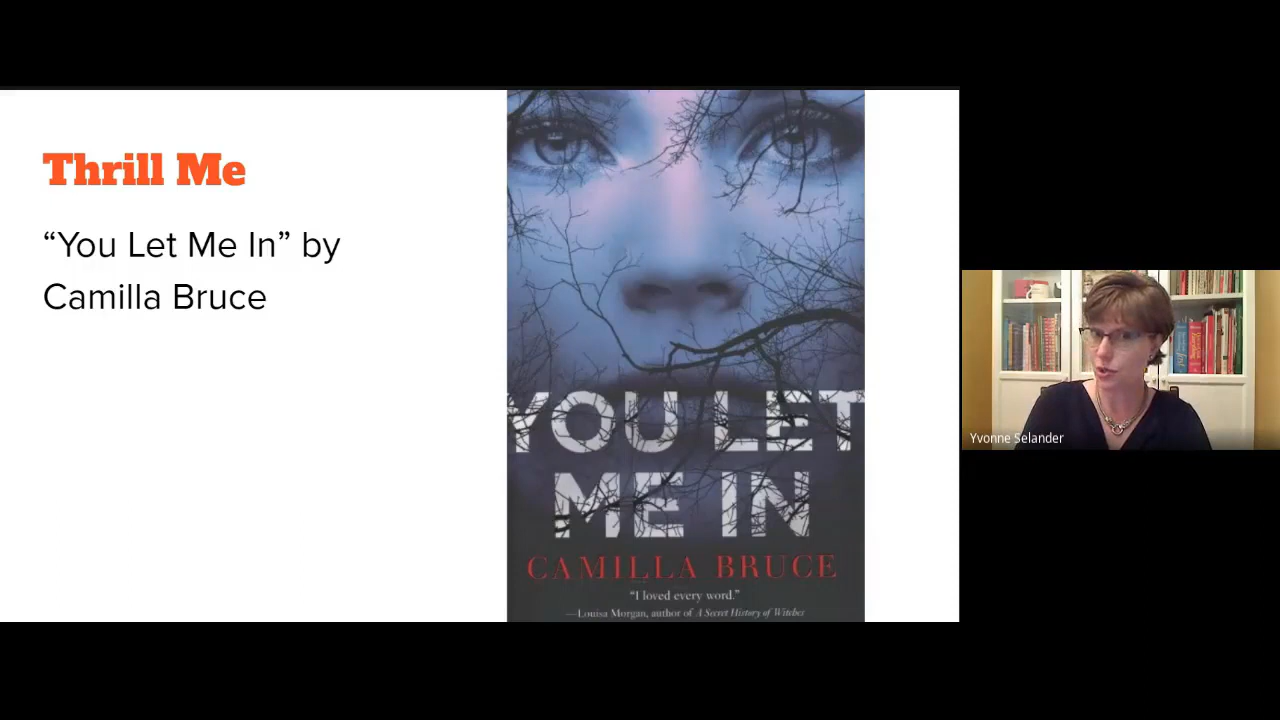 Thrill Me
“You Let Me In” by
Camilla Bruce
YOU LET
ME IN
CAMILLA BRUCE
“I loved every word.”
—Louisa Morgan, author of A Secret History of Witches
Yvonne Selander